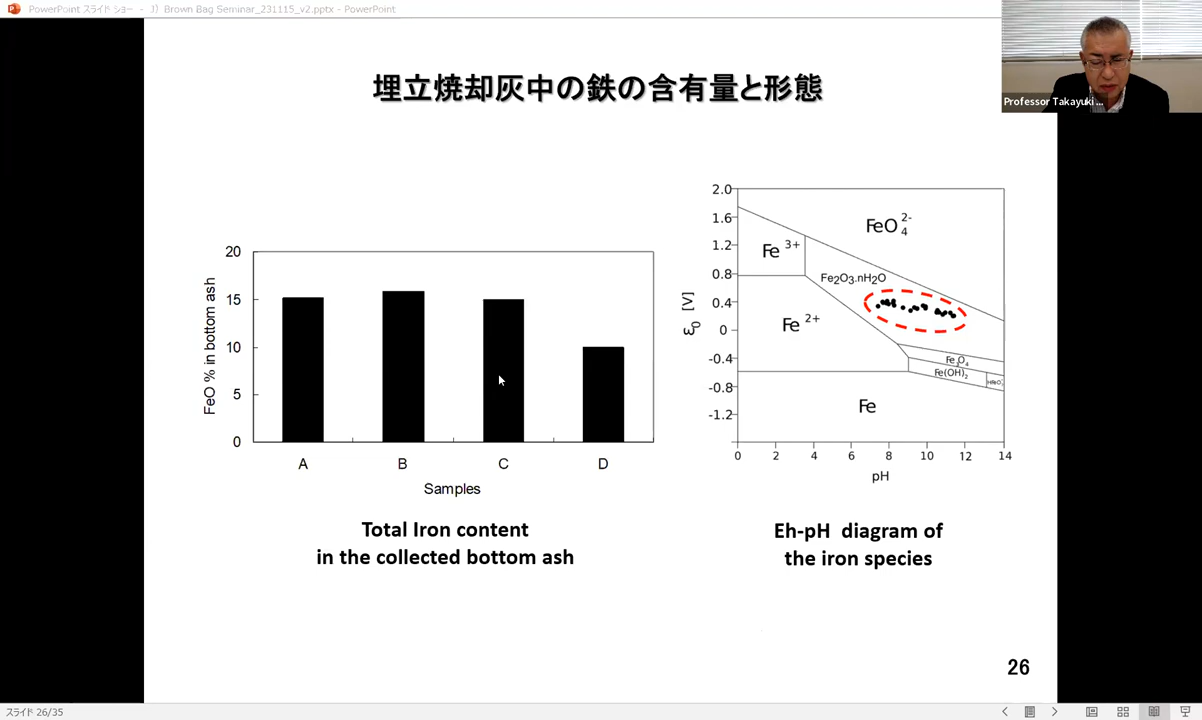 PowerPoint スライド ショー - J) Brown Bag Seminar_231115_v2.pptx - PowerPoint
Professor Takayuki ...
埋立焼却灰中の鉄の含有量と形態
FeO % in bottom ash
20
15
10
5
0
A B C D
Samples
Total Iron content
in the collected bottom ash
ε0 [V]
2.0
1.6
1.2
0.8
0.4
0
-0.4
-0.8
-1.2
FeO4 2-
Fe 3+
Fe2O3.nH2O
Fe 2+
Fe3O4
Fe(OH)2
HFeO2-
Fe
0 2 4 6 8 10 12 14
pH
Eh-pH diagram of
the iron species
26
スライド 26/35